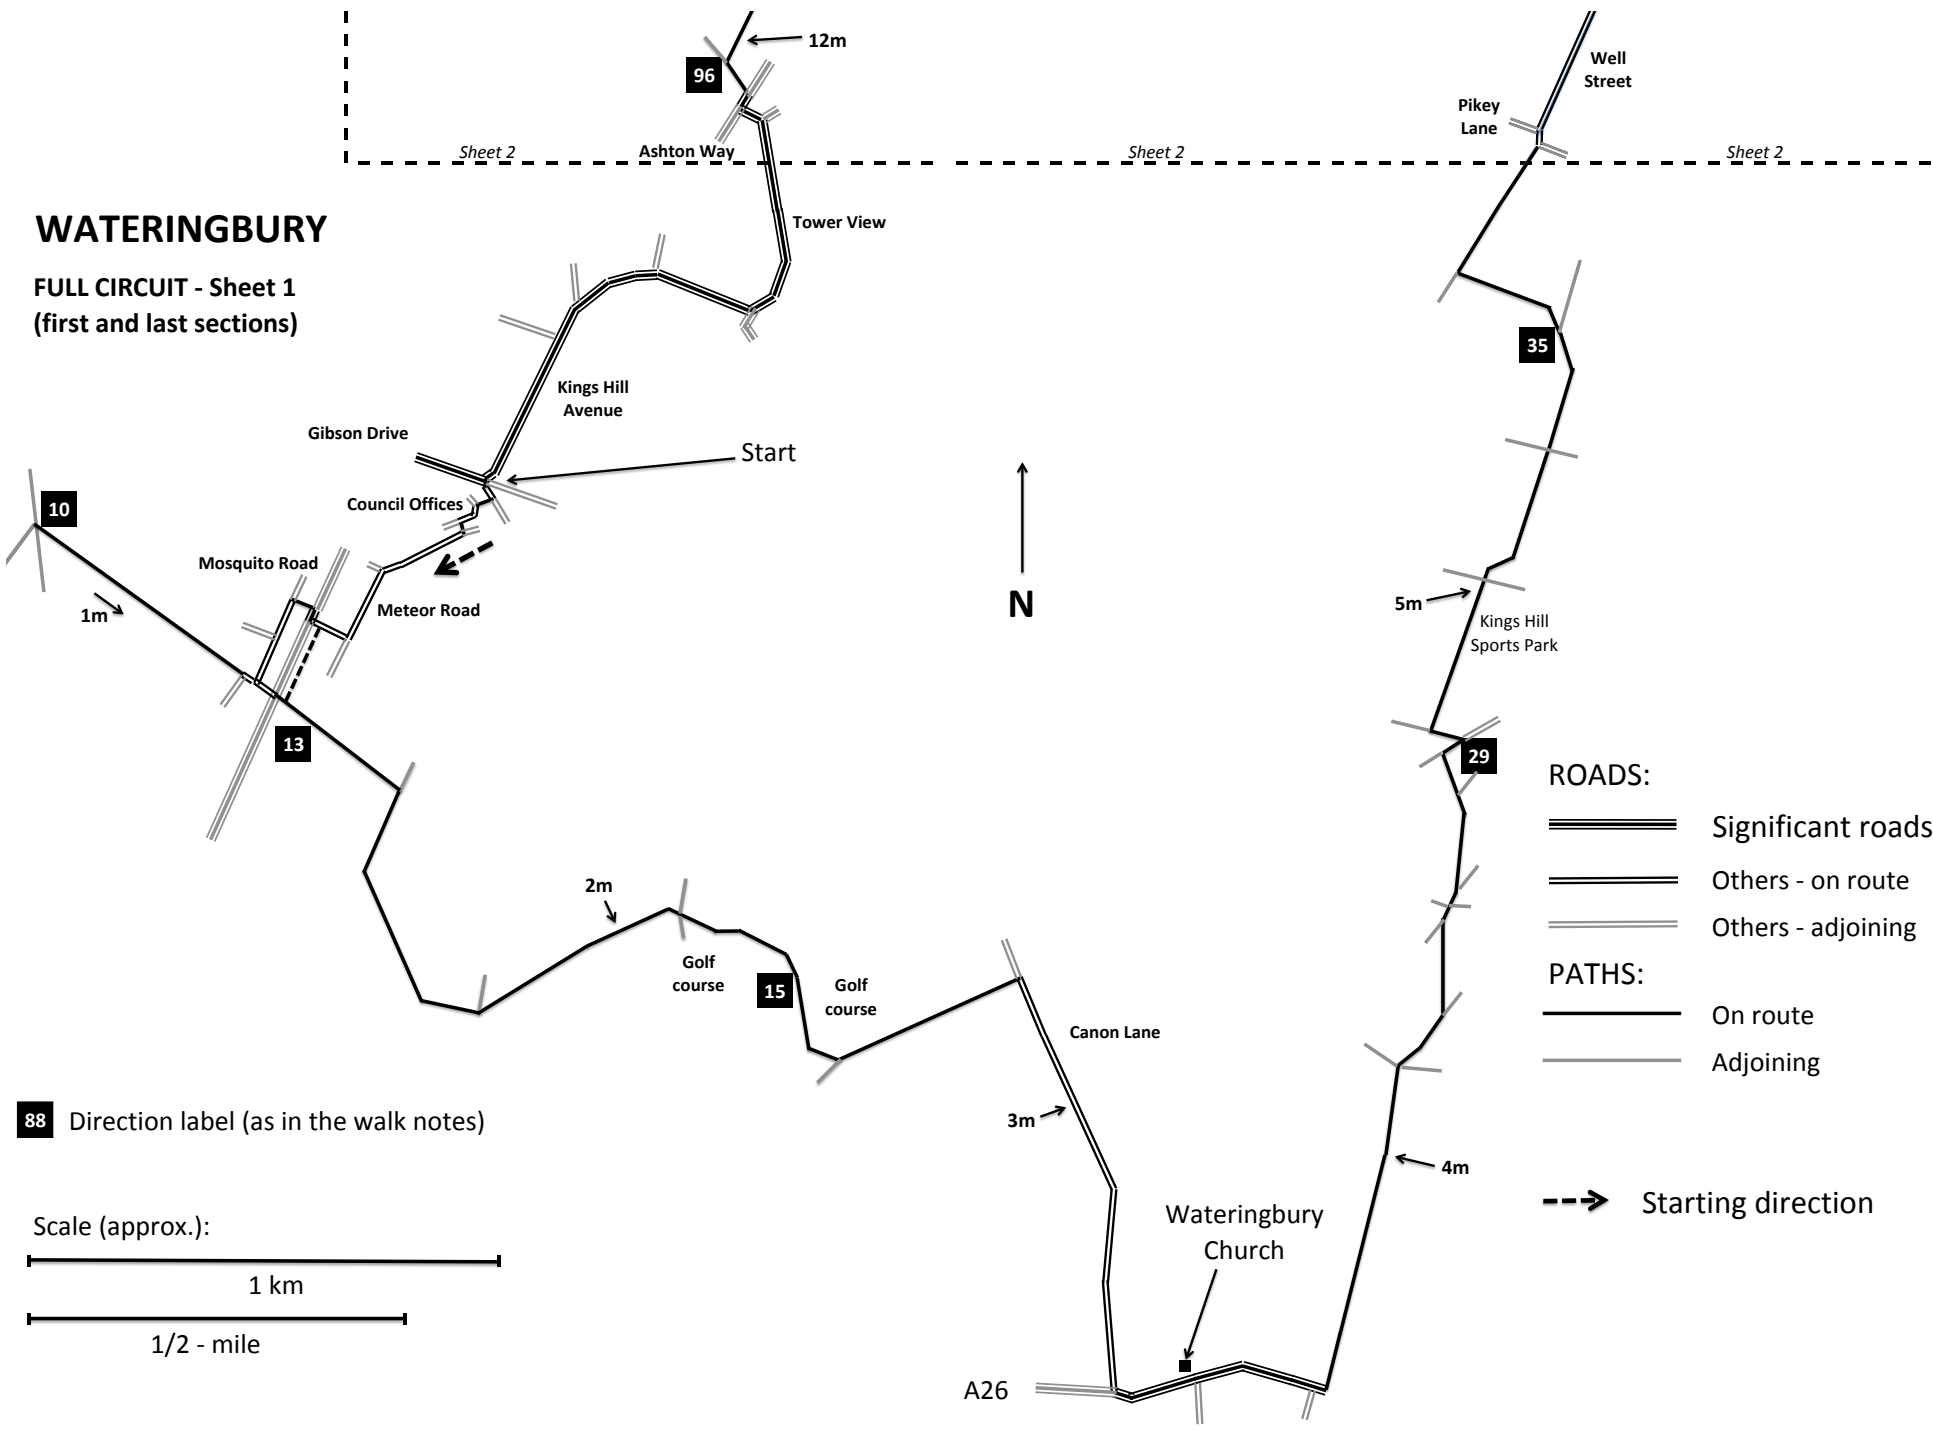 12m
96
Well
Street
Pikey
Lane
Sheet 2
Ashton Way
Sheet 2
Sheet 2
WATERINGBURY
Tower View
FULL CIRCUIT - Sheet 1
(first and last sections)
35
Kings Hill
Avenue
Gibson Drive
Start
10
Council Offices
Mosquito Road
1m
Meteor Road
N
5m
Kings Hill
Sports Park
13
29
ROADS:
Significant roads
Others - on route
Others - adjoining
PATHS:
On route
Adjoining
2m
Golf
course
15
Golf
course
Canon Lane
3m
88 Direction label (as in the walk notes)
4m
Starting direction
Wateringbury
Church
Scale (approx.):
1 km
1/2 - mile
A26